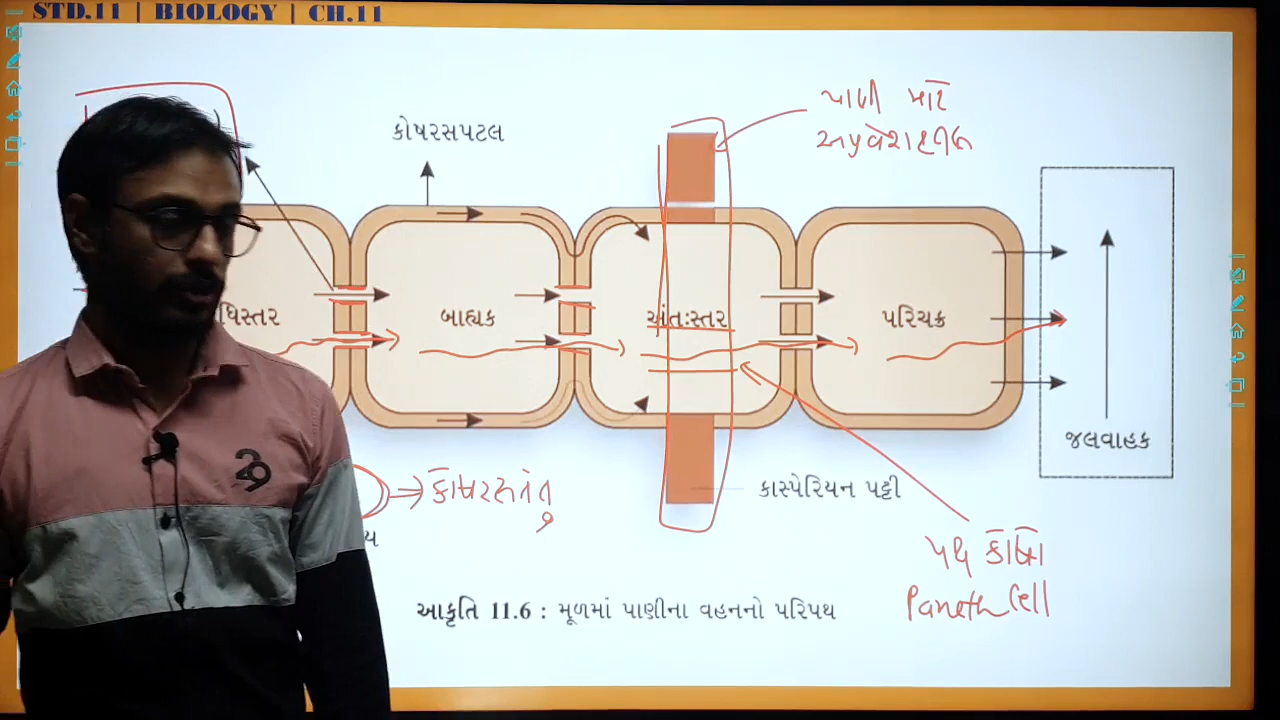 STD.11 | BIOLOGY | CH.11
પાણી માટે
અપ્રવેશશીલ
કોષરસપટલ
ધિસ્તર
બાહ્યક
અંતઃસ્તર
પરિચક્ર
જલવાહક
કાસ્પેરિયન પટ્ટી
કોષરસતંતુ
ય
પથ કોષો
Paneth Cell
29
આકૃતિ 11.6 : મૂળમાં પાણીના વહનનો પરિપથ